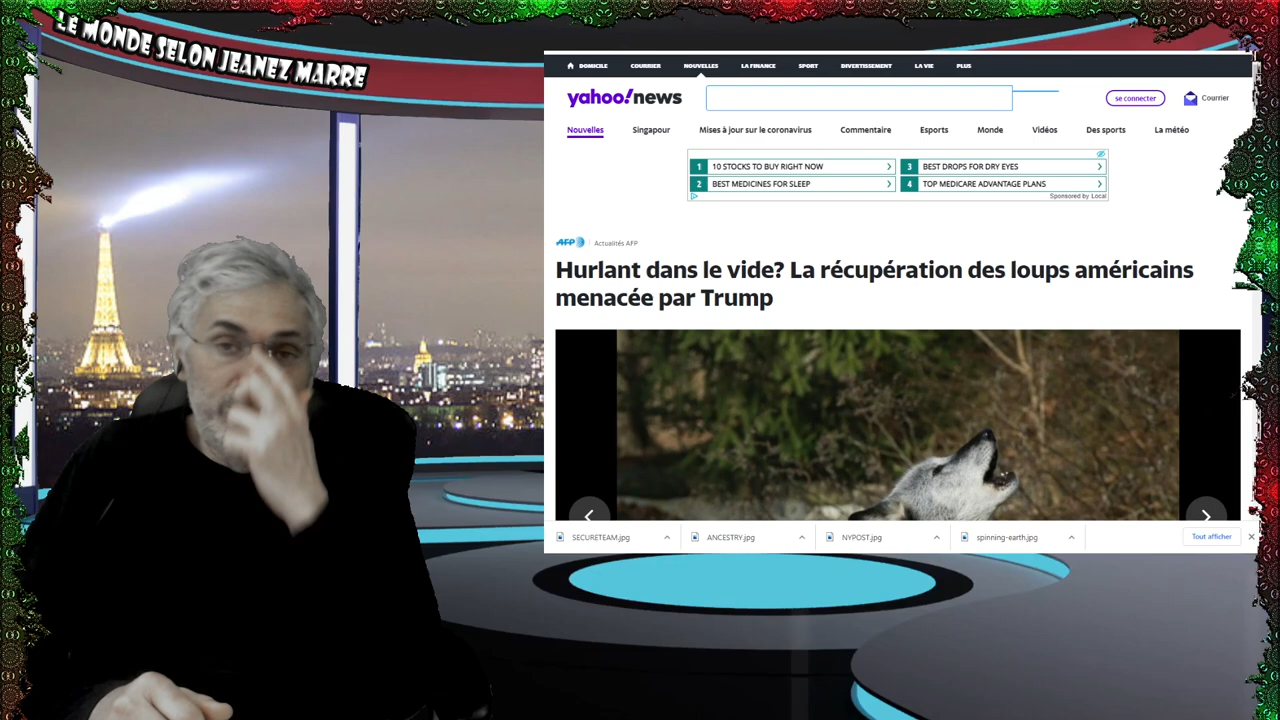 LE MONDE SELON JEANEZ MARRE
DOMICILE COURRIER NOUVELLES LA FINANCE SPORT DIVERTISSEMENT LA VIE PLUS
yahoo!news
se connecter
Courrier
Nouvelles Singapour Mises à jour sur le coronavirus Commentaire Esports Monde Vidéos Des sports La météo
1 10 STOCKS TO BUY RIGHT NOW
3 BEST DROPS FOR DRY EYES
2 BEST MEDICINES FOR SLEEP
4 TOP MEDICARE ADVANTAGE PLANS
Sponsored by Local
AFP Actualités AFP
Hurlant dans le vide? La récupération des loups américains
menacée par Trump
SECURETEAM.jpg ANCESTRY.jpg NYPOST.jpg spinning-earth.jpg Tout afficher